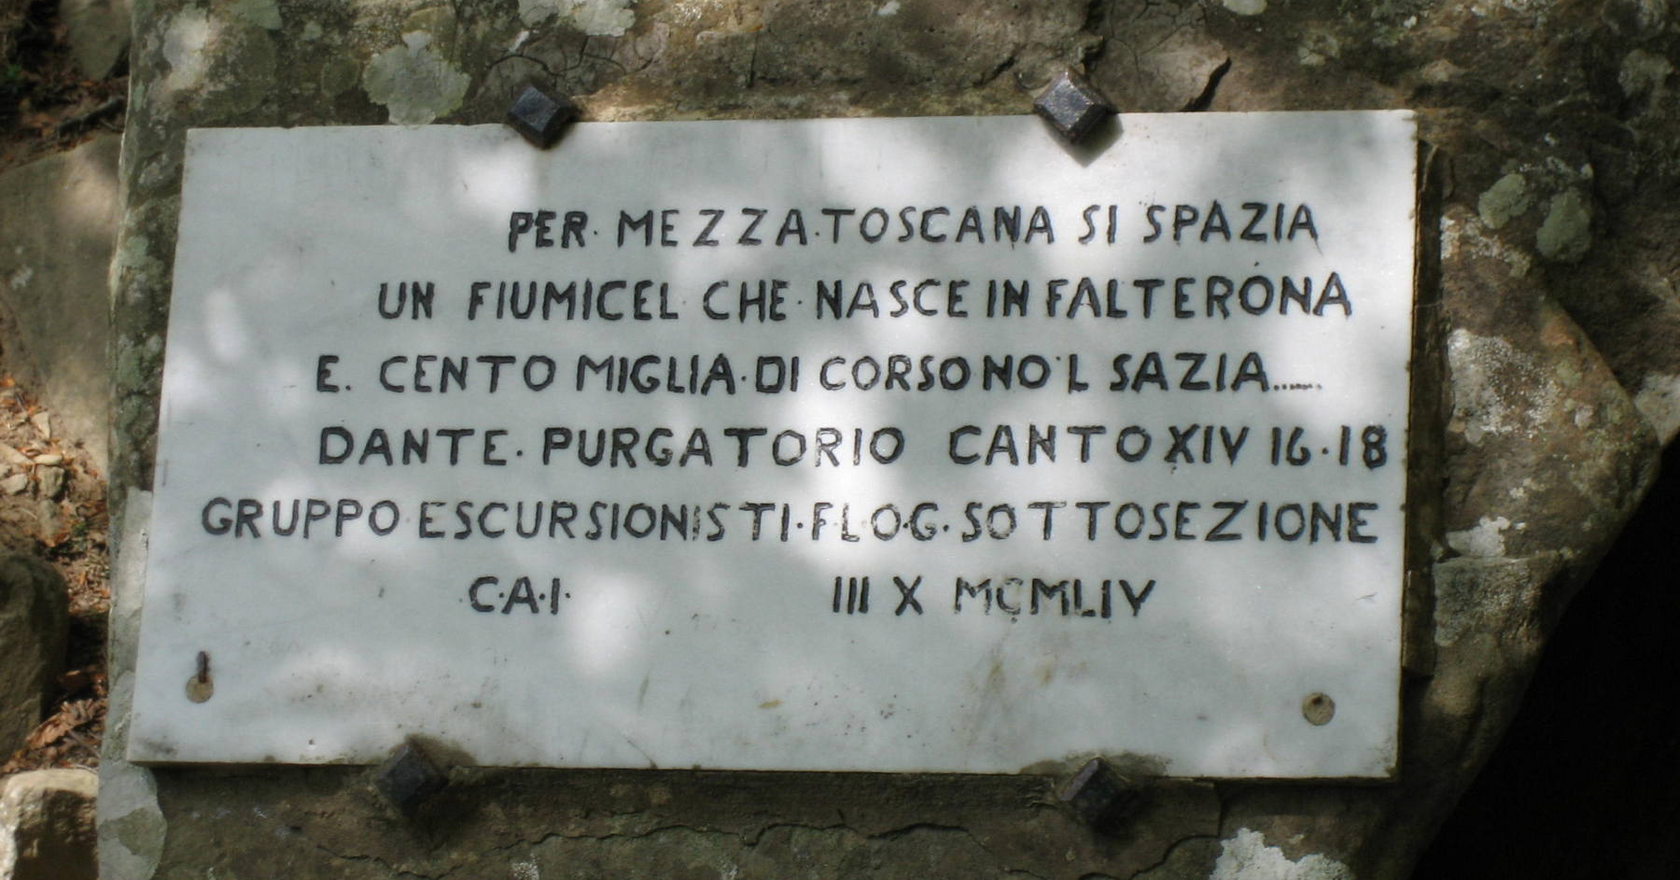 PER· MEZZA·TOSCANA SI SPAZIA
UN FIUMICEL· CHE·NASCE IN FALTERONA
E. CENTO MIGLIA·DI CORSO NO'L SAZIA......
DANTE·PURGATORIO CANTO XIV 16·18
GRUPPO ESCURSIONISTI·F.LO.G.·SOTTOSEZIONE
C·A·I· III X MCMLIV